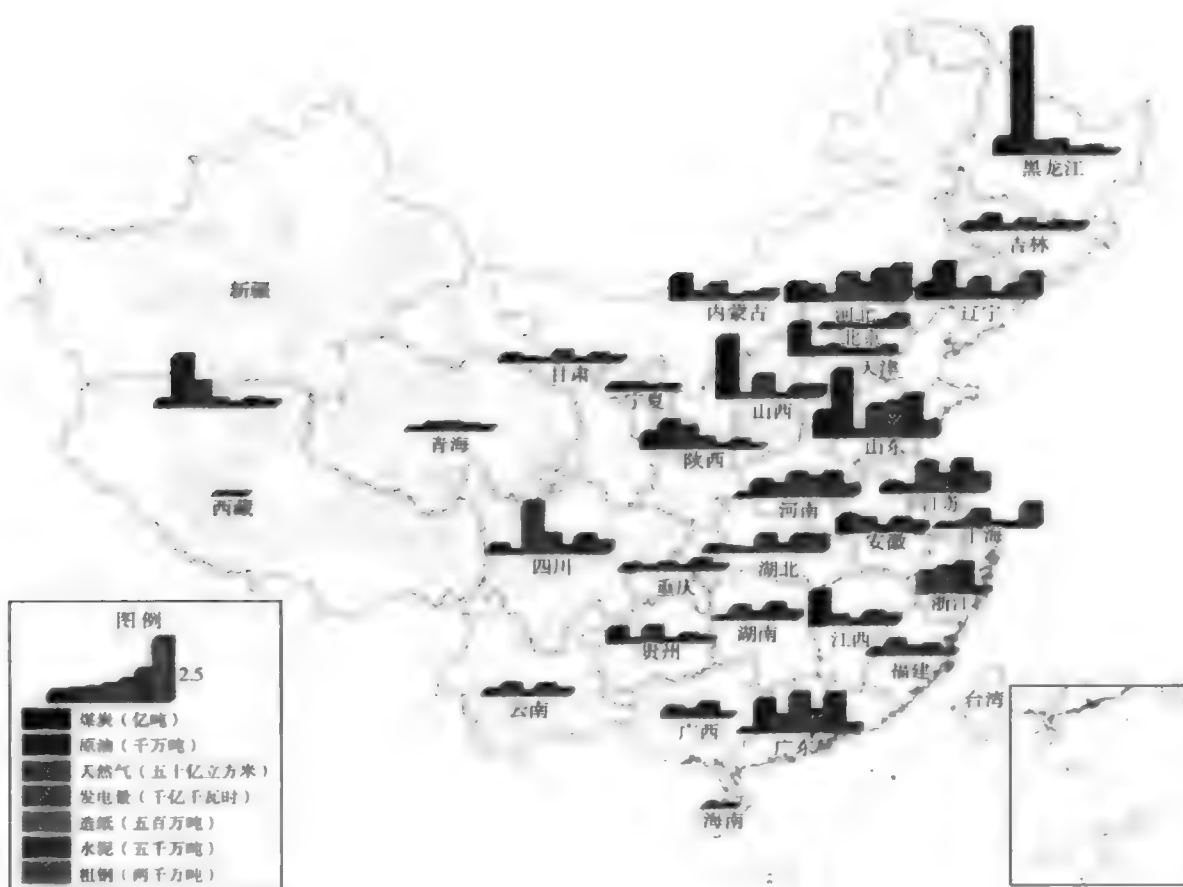 黑龙江
吉林
新疆
内蒙古
河北
辽宁
北京
天津
甘肃
宁夏
山西
青海
陕西
山东
西藏
河南
江苏
四川
安徽
上海
重庆
湖北
浙江
湖南
江西
贵州
福建
云南
广西
广东
台湾
海南
图例
2.5
煤炭（亿吨）
原油（千万吨）
天然气（五十亿立方米）
发电量（千亿千瓦时）
造纸（五百万吨）
水泥（五千万吨）
粗钢（两千万吨）